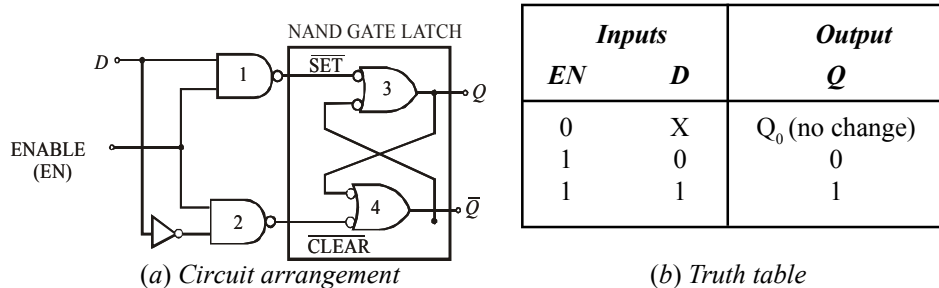 NAND GATE LATCH
D
1
SET
3
Q
ENABLE
(EN)
2
4
Q
CLEAR
(a) Circuit arrangement
Inputs Output
EN D Q
0 X Q₀ (no change)
1 0 0
1 1 1
(b) Truth table